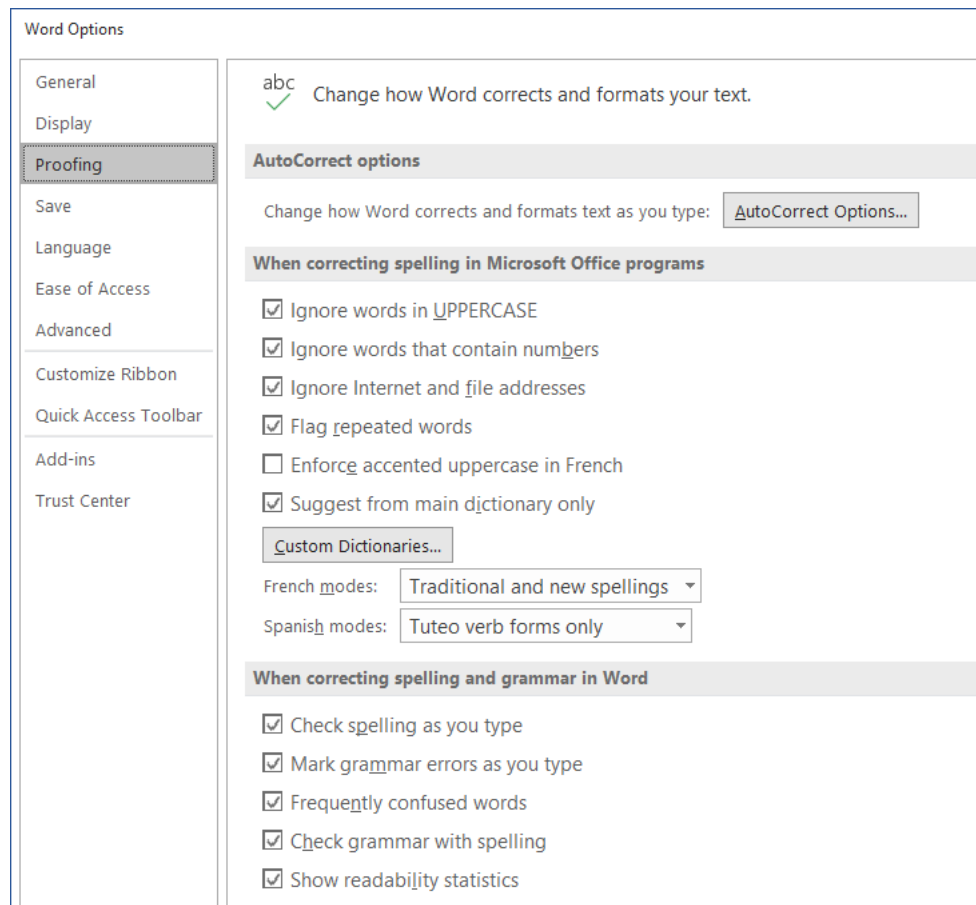 Word Options
General
Display
Proofing
Save
Language
Ease of Access
Advanced
Customize Ribbon
Quick Access Toolbar
Add-ins
Trust Center
abc
Change how Word corrects and formats your text.
AutoCorrect options
Change how Word corrects and formats text as you type: AutoCorrect Options...
When correcting spelling in Microsoft Office programs
Ignore words in UPPERCASE
Ignore words that contain numbers
Ignore Internet and file addresses
Flag repeated words
Enforce accented uppercase in French
Suggest from main dictionary only
Custom Dictionaries...
French modes: Traditional and new spellings
Spanish modes: Tuteo verb forms only
When correcting spelling and grammar in Word
Check spelling as you type
Mark grammar errors as you type
Frequently confused words
Check grammar with spelling
Show readability statistics